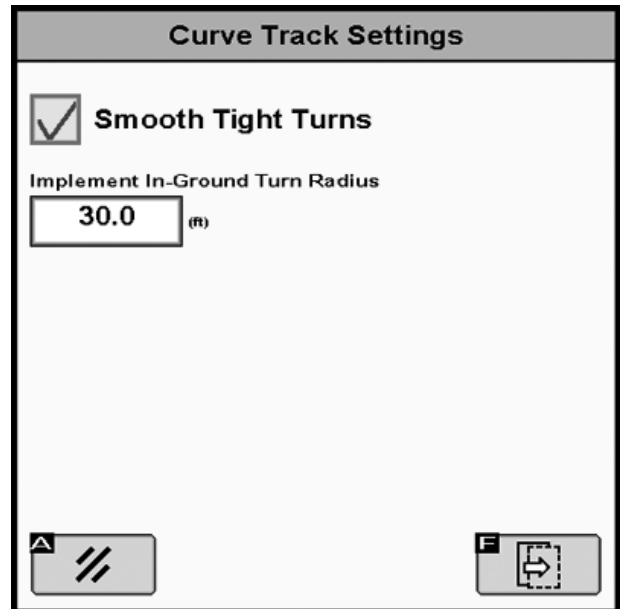 Curve Track Settings
Smooth Tight Turns
Implement In-Ground Turn Radius
30.0 (ft)
A
F